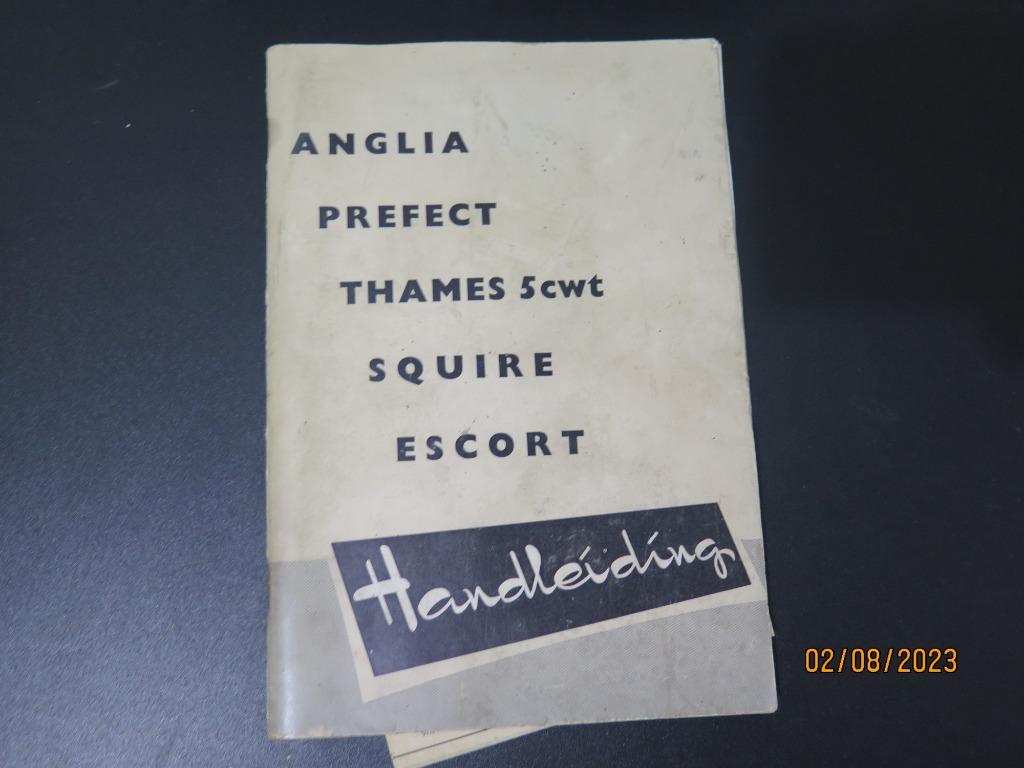 ANGLIA
PREFECT
THAMES 5cwt
SQUIRE
ESCORT
Handleiding
02/08/2023